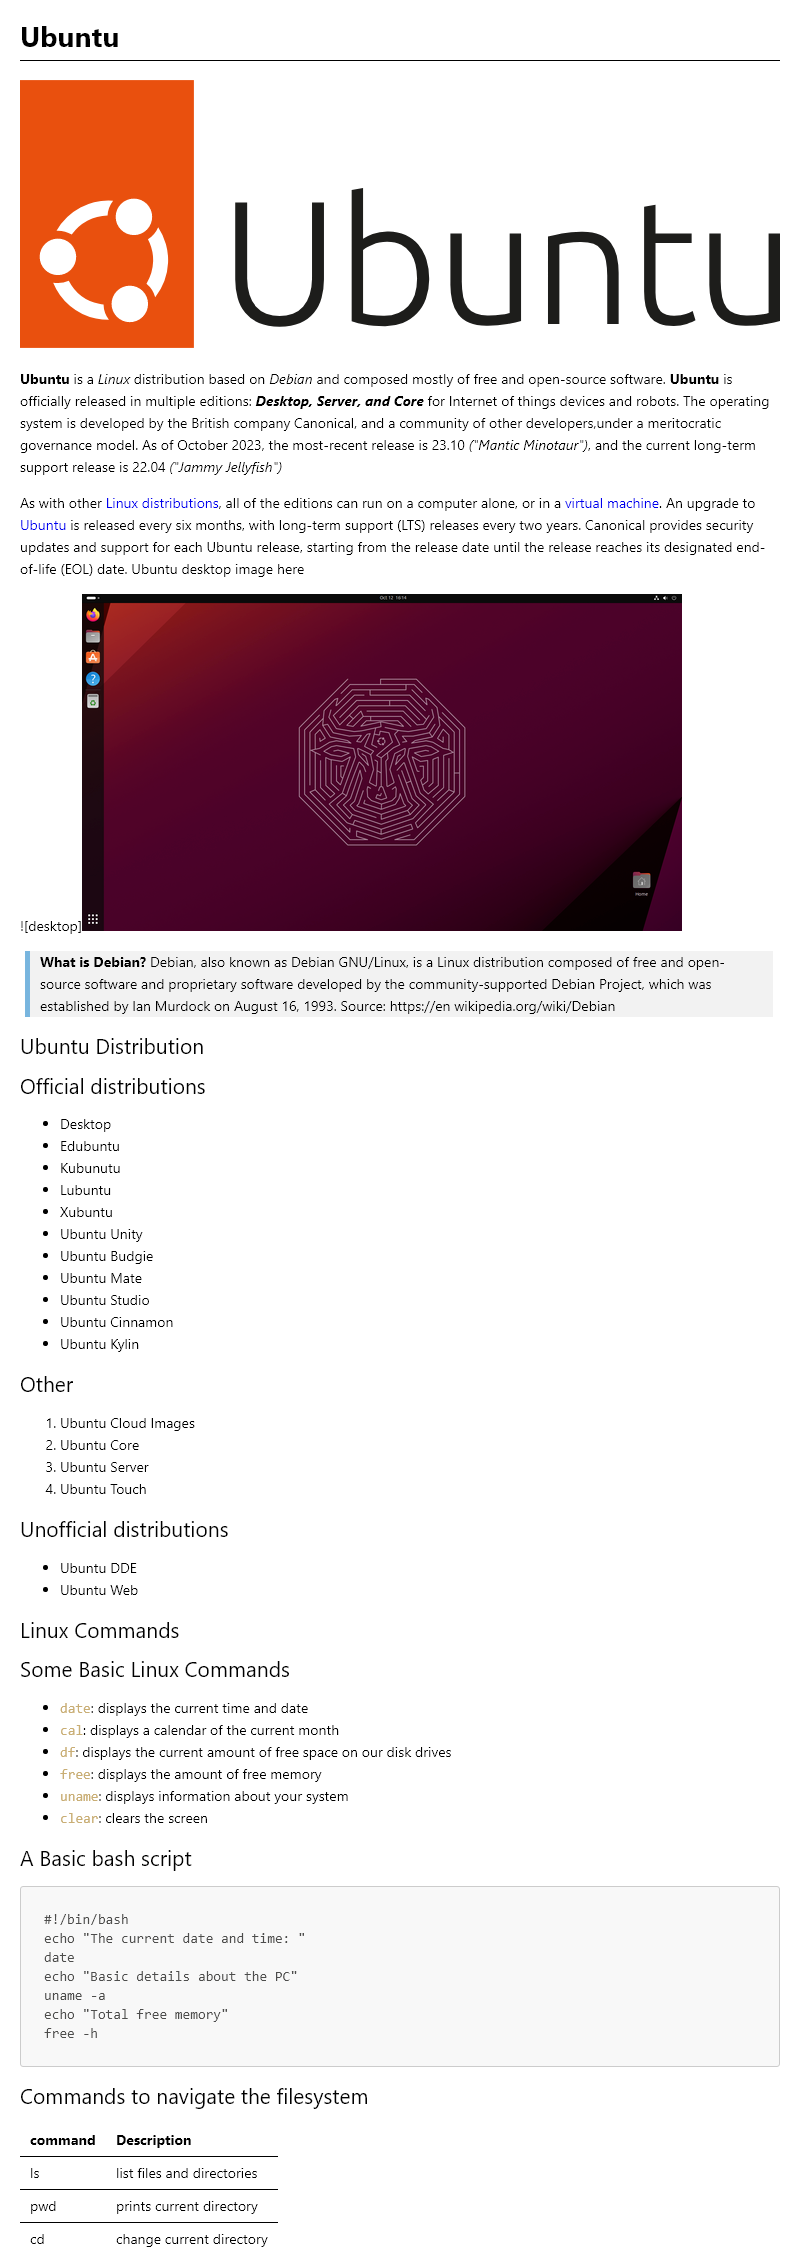 Ubuntu
Ubuntu
Ubuntu is a Linux distribution based on Debian and composed mostly of free and open-source software. Ubuntu is
officially released in multiple editions: Desktop, Server, and Core for Internet of things devices and robots. The operating
system is developed by the British company Canonical, and a community of other developers,under a meritocratic
governance model. As of October 2023, the most-recent release is 23.10 ("Mantic Minotaur"), and the current long-term
support release is 22.04 ("Jammy Jellyfish")
As with other Linux distributions, all of the editions can run on a computer alone, or in a virtual machine. An upgrade to
Ubuntu is released every six months, with long-term support (LTS) releases every two years. Canonical provides security
updates and support for each Ubuntu release, starting from the release date until the release reaches its designated end-
of-life (EOL) date. Ubuntu desktop image here
Oct 12 16:14
Home
![desktop]
What is Debian? Debian, also known as Debian GNU/Linux, is a Linux distribution composed of free and open-
source software and proprietary software developed by the community-supported Debian Project, which was
established by Ian Murdock on August 16, 1993. Source: https://en wikipedia.org/wiki/Debian
Ubuntu Distribution
Official distributions
Desktop
Edubuntu
Kubunutu
Lubuntu
Xubuntu
Ubuntu Unity
Ubuntu Budgie
Ubuntu Mate
Ubuntu Studio
Ubuntu Cinnamon
Ubuntu Kylin
Other
1. Ubuntu Cloud Images
2. Ubuntu Core
3. Ubuntu Server
4. Ubuntu Touch
Unofficial distributions
Ubuntu DDE
Ubuntu Web
Linux Commands
Some Basic Linux Commands
date: displays the current time and date
cal: displays a calendar of the current month
df: displays the current amount of free space on our disk drives
free: displays the amount of free memory
uname: displays information about your system
clear: clears the screen
A Basic bash script
#!/bin/bash
echo "The current date and time: "
date
echo "Basic details about the PC"
uname -a
echo "Total free memory"
free -h
Commands to navigate the filesystem
command Description
ls list files and directories
pwd prints current directory
cd change current directory